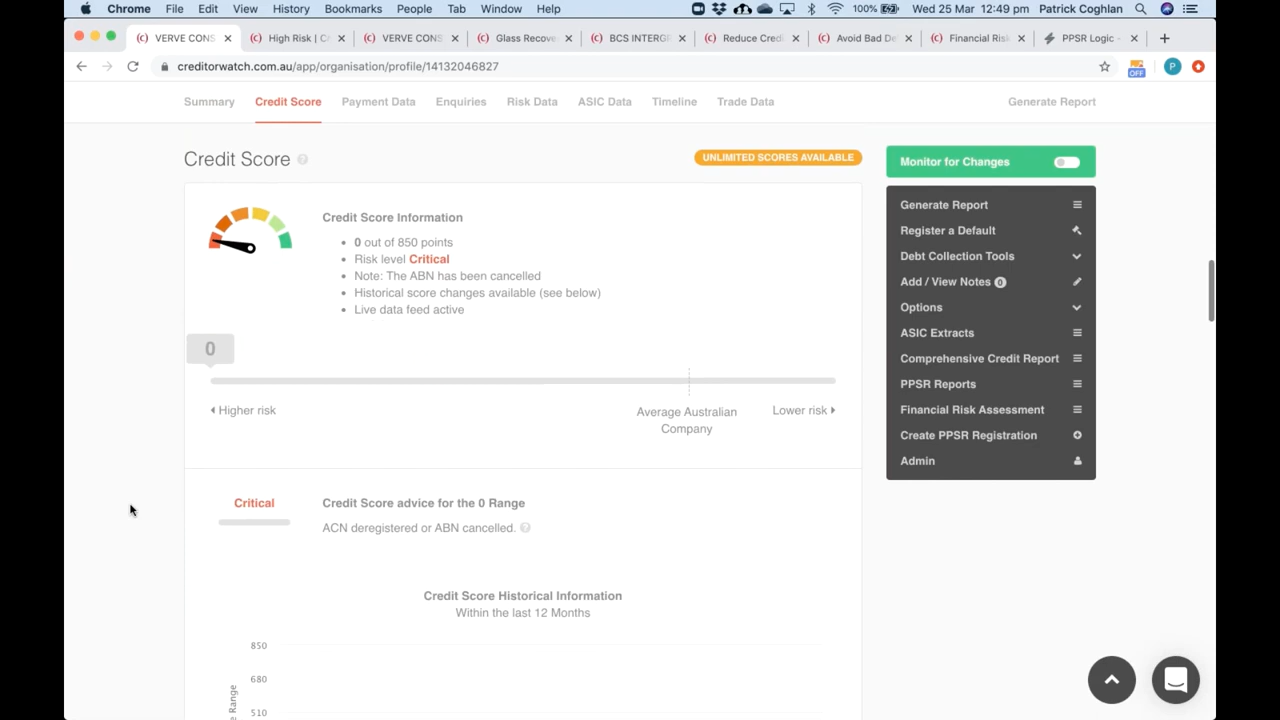 Chrome File Edit View History Bookmarks People Tab Window Help 100% Wed 25 Mar 12:49 pm Patrick Coghlan
VERVE CONS High Risk | C VERVE CONS Glass Recove BCS INTERGR Reduce Credi Avoid Bad De Financial Risk PPSR Logic -
creditorwatch.com.au/app/organisation/profile/14132046827 OFF P
Summary Credit Score Payment Data Enquiries Risk Data ASIC Data Timeline Trade Data Generate Report
Credit Score ? UNLIMITED SCORES AVAILABLE
Monitor for Changes
Generate Report
Register a Default
Debt Collection Tools
Add / View Notes 0
Options
ASIC Extracts
Comprehensive Credit Report
PPSR Reports
Financial Risk Assessment
Create PPSR Registration
Admin
Credit Score Information
0 out of 850 points
Risk level Critical
Note: The ABN has been cancelled
Historical score changes available (see below)
Live data feed active
0
Higher risk
Average Australian
Company
Lower risk
Critical
Credit Score advice for the 0 Range
ACN deregistered or ABN cancelled. ?
Credit Score Historical Information
Within the last 12 Months
850
680
510
Range